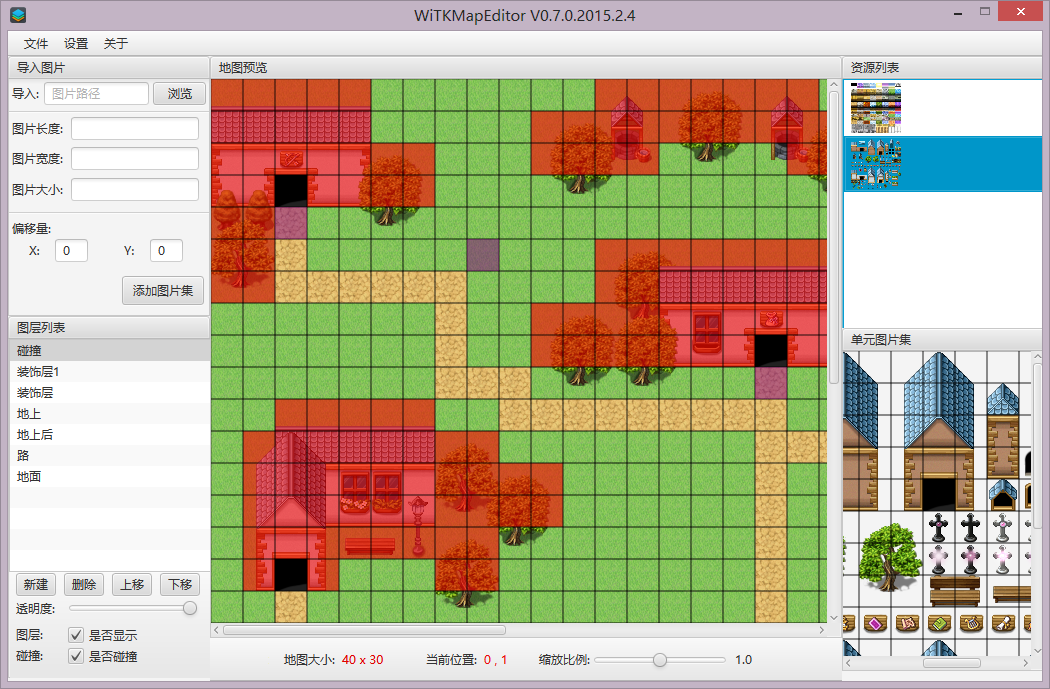 WiTKMapEditor V0.7.0.2015.2.4
文件 设置 关于
导入图片
导入: 图片路径 浏览
图片长度:
图片宽度:
图片大小:
偏移量:
X: 0 Y: 0
添加图片集
图层列表
碰撞
装饰层1
装饰层
地上
地上后
路
地面
新建 删除 上移 下移
透明度:
图层: 是否显示
碰撞: 是否碰撞
地图预览
地图大小: 40 x 30 当前位置: 0 , 1 缩放比例: 1.0
资源列表
单元图片集